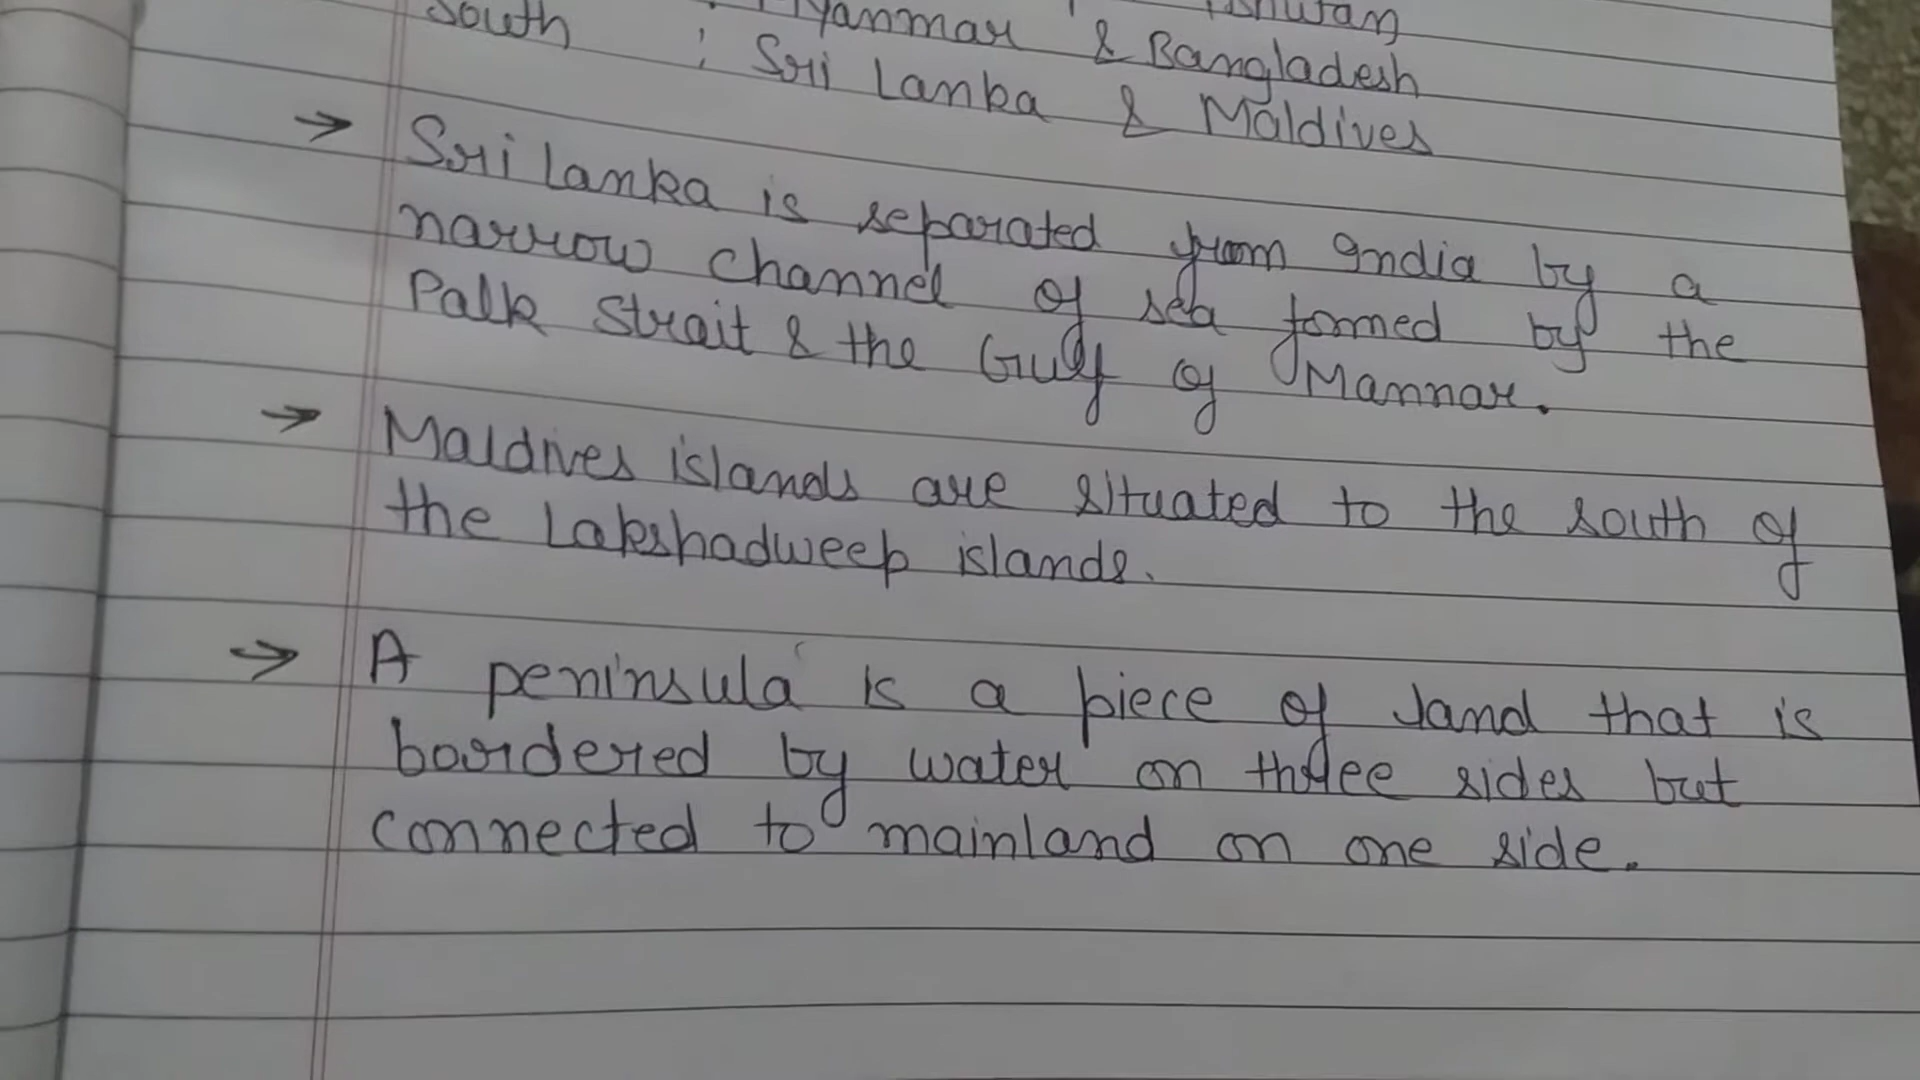 : Myanmar & Bangladesh
South : Sri Lanka & Maldives
→ Sri Lanka is separated from India by a
narrow channel of sea formed by the
Palk Strait & the Gulf of Mannar.
→ Maldives islands are situated to the south of
the Lakshadweep islands.
→ A peninsula is a piece of land that is
bordered by water on three sides but
connected to mainland on one side.